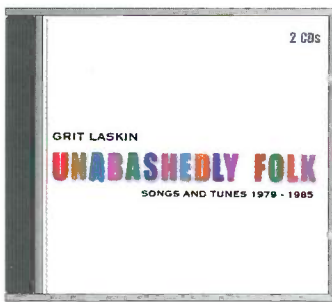 2 CDs
GRIT LASKIN
UNABASHEDLY FOLK
SONGS AND TUNES 1979 - 1985